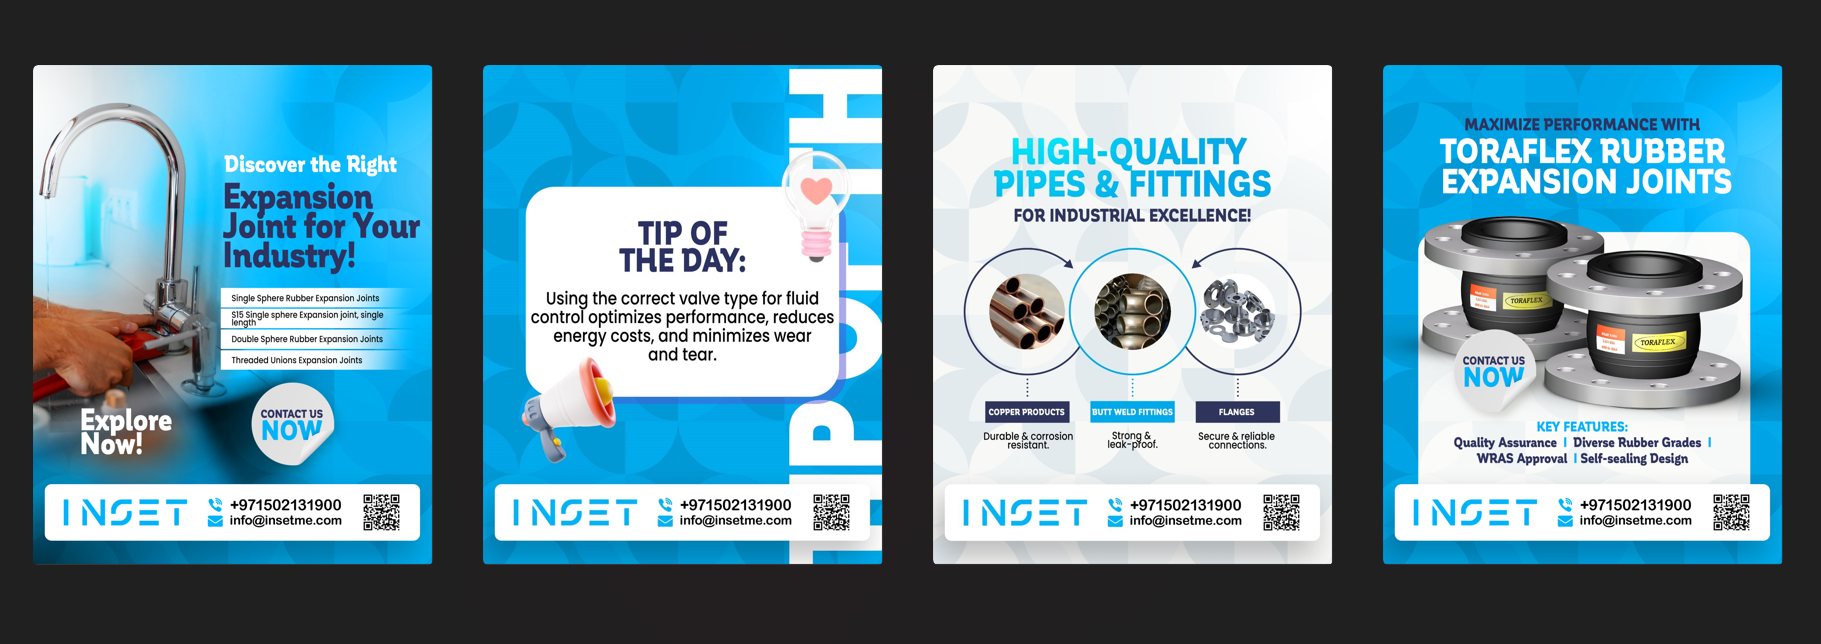 Discover the Right
Expansion
Joint for Your
Industry!
Single Sphere Rubber Expansion Joints
S15 Single sphere Expansion joint, single
length
Double Sphere Rubber Expansion Joints
Threaded Unions Expansion Joints
Explore
Now!
CONTACT US
NOW
INSET
+971502131900
info@insetme.com
TIP OF
THE DAY:
Using the correct valve type for fluid
control optimizes performance, reduces
energy costs, and minimizes wear
and tear.
INSET
+971502131900
info@insetme.com
HIGH-QUALITY
PIPES & FITTINGS
FOR INDUSTRIAL EXCELLENCE!
COPPER PRODUCTS
Durable & corrosion
resistant.
BUTT WELD FITTINGS
Strong &
leak-proof.
FLANGES
Secure & reliable
connections.
INSET
+971502131900
info@insetme.com
MAXIMIZE PERFORMANCE WITH
TORAFLEX RUBBER
EXPANSION JOINTS
TORAFLEX
TORAFLEX
CONTACT US
NOW
KEY FEATURES:
Quality Assurance | Diverse Rubber Grades |
WRAS Approval | Self-sealing Design
INSET
+971502131900
info@insetme.com